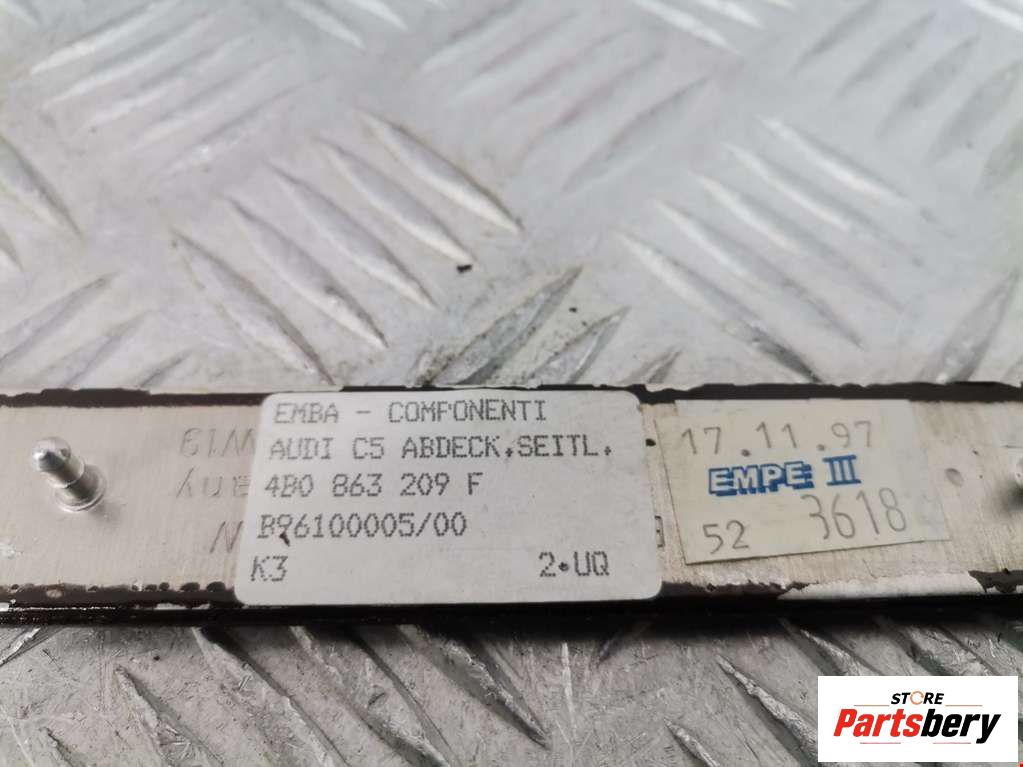 EMBA - COMPONENTI
AUDI C5 ABDECK.SEITL.
4B0 863 209 F
B96100005/00
K3 2.UQ
17.11.97
EMPE III
52 3618
STORE
Partsbery